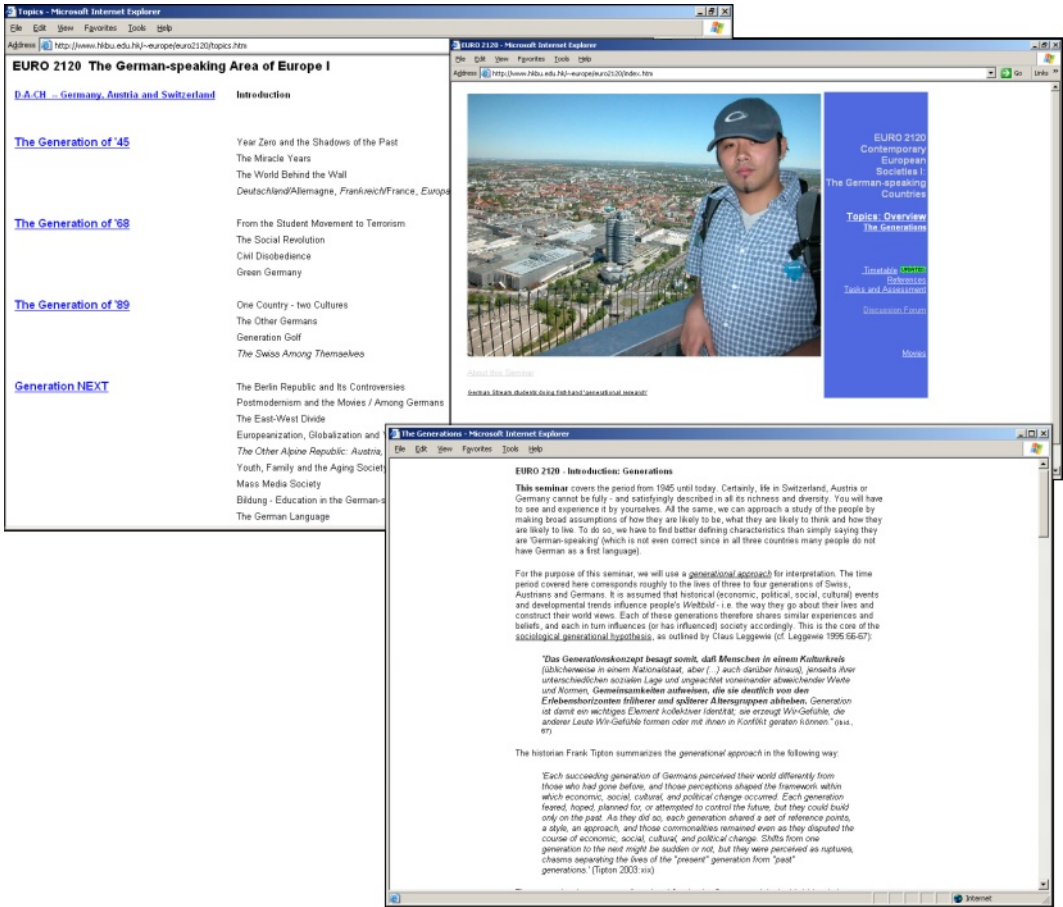 Topics - Microsoft Internet Explorer
File Edit View Favorites Tools Help
Address http://www.hkbu.edu.hk/~europe/euro2120/topics.htm
EURO 2120 The German-speaking Area of Europe I
D-A-CH – Germany, Austria and Switzerland Introduction
The Generation of '45 Year Zero and the Shadows of the Past
The Miracle Years
The World Behind the Wall
Deutschland/Allemagne, Frankreich/France, Europa
The Generation of '68 From the Student Movement to Terrorism
The Social Revolution
Civil Disobedience
Green Germany
The Generation of '89 One Country - two Cultures
The Other Germans
Generation Golf
The Swiss Among Themselves
Generation NEXT The Berlin Republic and Its Controversies
Postmodernism and the Movies / Among Germans
The East-West Divide
Europeanization, Globalization and
The Other Alpine Republic: Austria,
Youth, Family and the Aging Society
Mass Media Society
Bildung - Education in the German-s
The German Language
EURO 2120 - Microsoft Internet Explorer
File Edit View Favorites Tools Help
Address http://www.hkbu.edu.hk/~europe/euro2120/index.htm Go Links »
EURO 2120
Contemporary
European
Societies I:
The German-speaking
Countries
Topics: Overview
The Generations
Timetable UPDATED
References
Tasks and Assessment
Discussion Forum
Movies
About this Seminar
German Stream students doing first-hand 'generational research'
The Generations - Microsoft Internet Explorer
File Edit View Favorites Tools Help
EURO 2120 - Introduction: Generations
This seminar covers the period from 1945 until today. Certainly, life in Switzerland, Austria or
Germany cannot be fully - and satisfyingly described in all its richness and diversity. You will have
to see and experience it by yourselves. All the same, we can approach a study of the people by
making broad assumptions of how they are likely to be, what they are likely to think and how they
are likely to live. To do so, we have to find better defining characteristics than simply saying they
are 'German-speaking' (which is not even correct since in all three countries many people do not
have German as a first language).
For the purpose of this seminar, we will use a generational approach for interpretation. The time
period covered here corresponds roughly to the lives of three to four generations of Swiss,
Austrians and Germans. It is assumed that historical (economic, political, social, cultural) events
and developmental trends influence people's Weltbild - i.e. the way they go about their lives and
construct their world views. Each of these generations therefore shares similar experiences and
beliefs, and each in turn influences (or has influenced) society accordingly. This is the core of the
sociological generational hypothesis, as outlined by Claus Leggewie (cf. Leggewie 1995:66-67):
"Das Generationskonzept besagt somit, daß Menschen in einem Kulturkreis
(üblicherweise in einem Nationalstaat, aber (...) auch darüber hinaus), jenseits ihrer
unterschiedlichen sozialen Lage und ungeachtet voneinander abweichender Werte
und Normen, Gemeinsamkeiten aufweisen, die sie deutlich von den
Erlebenshorizonten früherer und späterer Altersgruppen abheben. Generation
ist damit ein wichtiges Element kollektiver Identität; sie erzeugt Wir-Gefühle, die
anderer Leute Wir-Gefühle formen oder mit ihnen in Konflikt geraten können." (ibid.,
67)
The historian Frank Tipton summarizes the generational approach in the following way:
'Each succeeding generation of Germans perceived their world differently from
those who had gone before, and those perceptions shaped the framework within
which economic, social, cultural, and political change occurred. Each generation
feared, hoped, planned for, or attempted to control the future, but they could build
only on the past. As they did so, each generation shared a set of reference points,
a style, an approach, and those commonalities remained even as they disputed the
course of economic, social, cultural, and political change. Shifts from one
generation to the next might be sudden or not, but they were perceived as ruptures,
chasms separating the lives of the "present" generation from "past"
generations.' (Tipton 2003:xix)
Internet